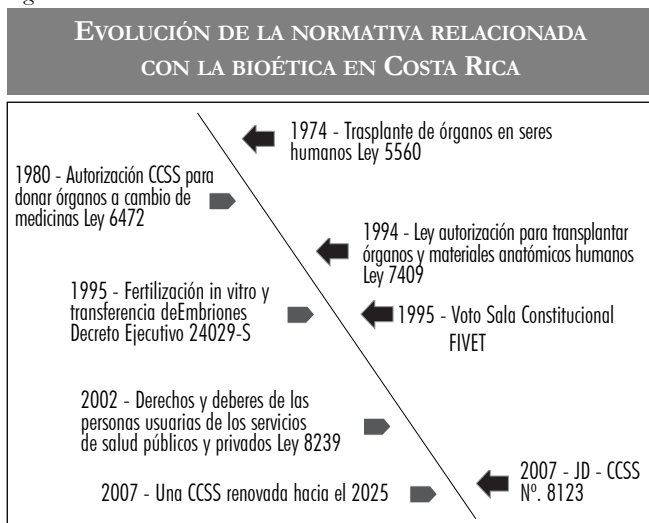 EVOLUCIÓN DE LA NORMATIVA RELACIONADA
CON LA BIOÉTICA EN COSTA RICA
1974 - Trasplante de órganos en seres
humanos Ley 5560
1980 - Autorización CCSS para
donar órganos a cambio de
medicinas Ley 6472
1994 - Ley autorización para transplantar
órganos y materiales anatómicos humanos
Ley 7409
1995 - Fertilización in vitro y
transferencia deEmbriones
Decreto Ejecutivo 24029-S
1995 - Voto Sala Constitucional
FIVET
2002 - Derechos y deberes de las
personas usuarias de los servicios
de salud públicos y privados Ley 8239
2007 - JD - CCSS
Nº. 8123
2007 - Una CCSS renovada hacia el 2025